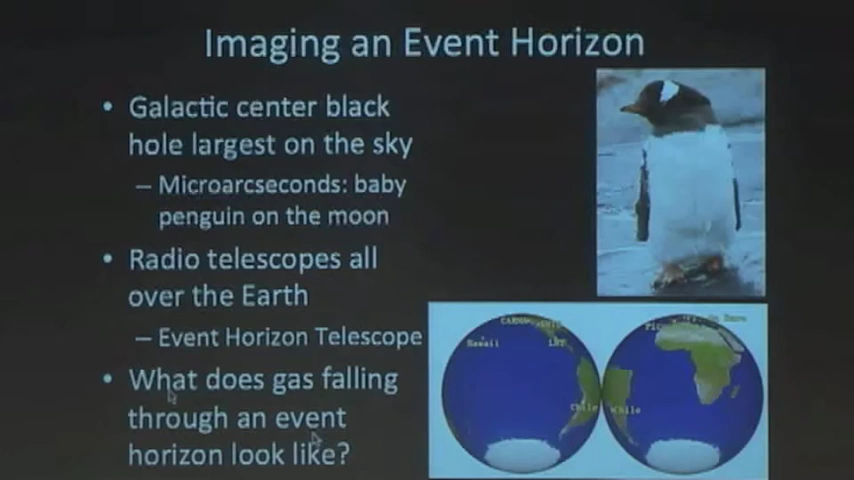 Imaging an Event Horizon
• Galactic center black
hole largest on the sky
– Microarcseconds: baby
penguin on the moon
• Radio telescopes all
over the Earth
– Event Horizon Telescope
• What does gas falling
through an event
horizon look like?
Hawaii
Chile
Chile